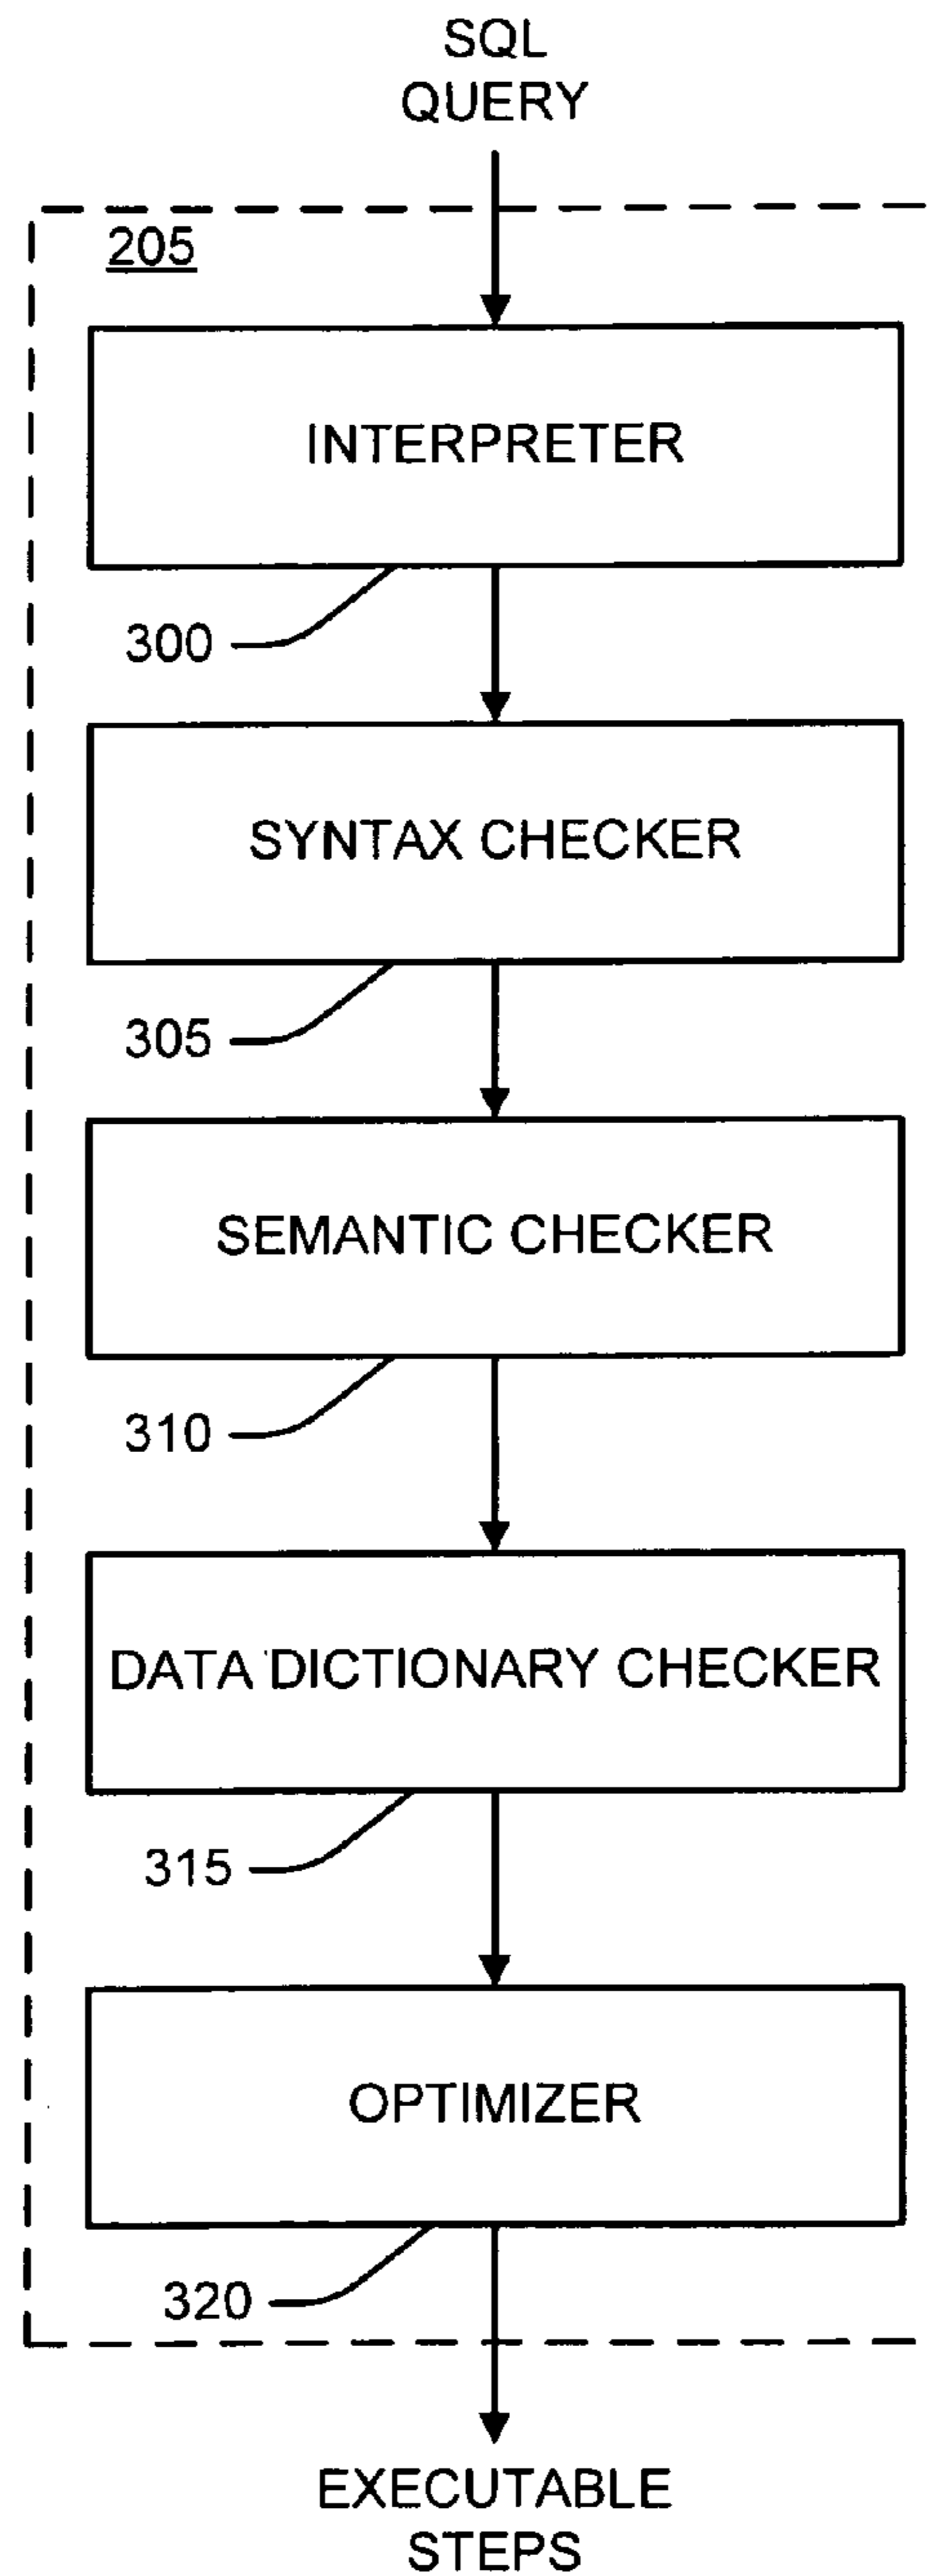 SQL
QUERY
205
INTERPRETER
300
SYNTAX CHECKER
305
SEMANTIC CHECKER
310
DATA DICTIONARY CHECKER
315
OPTIMIZER
320
EXECUTABLE
STEPS